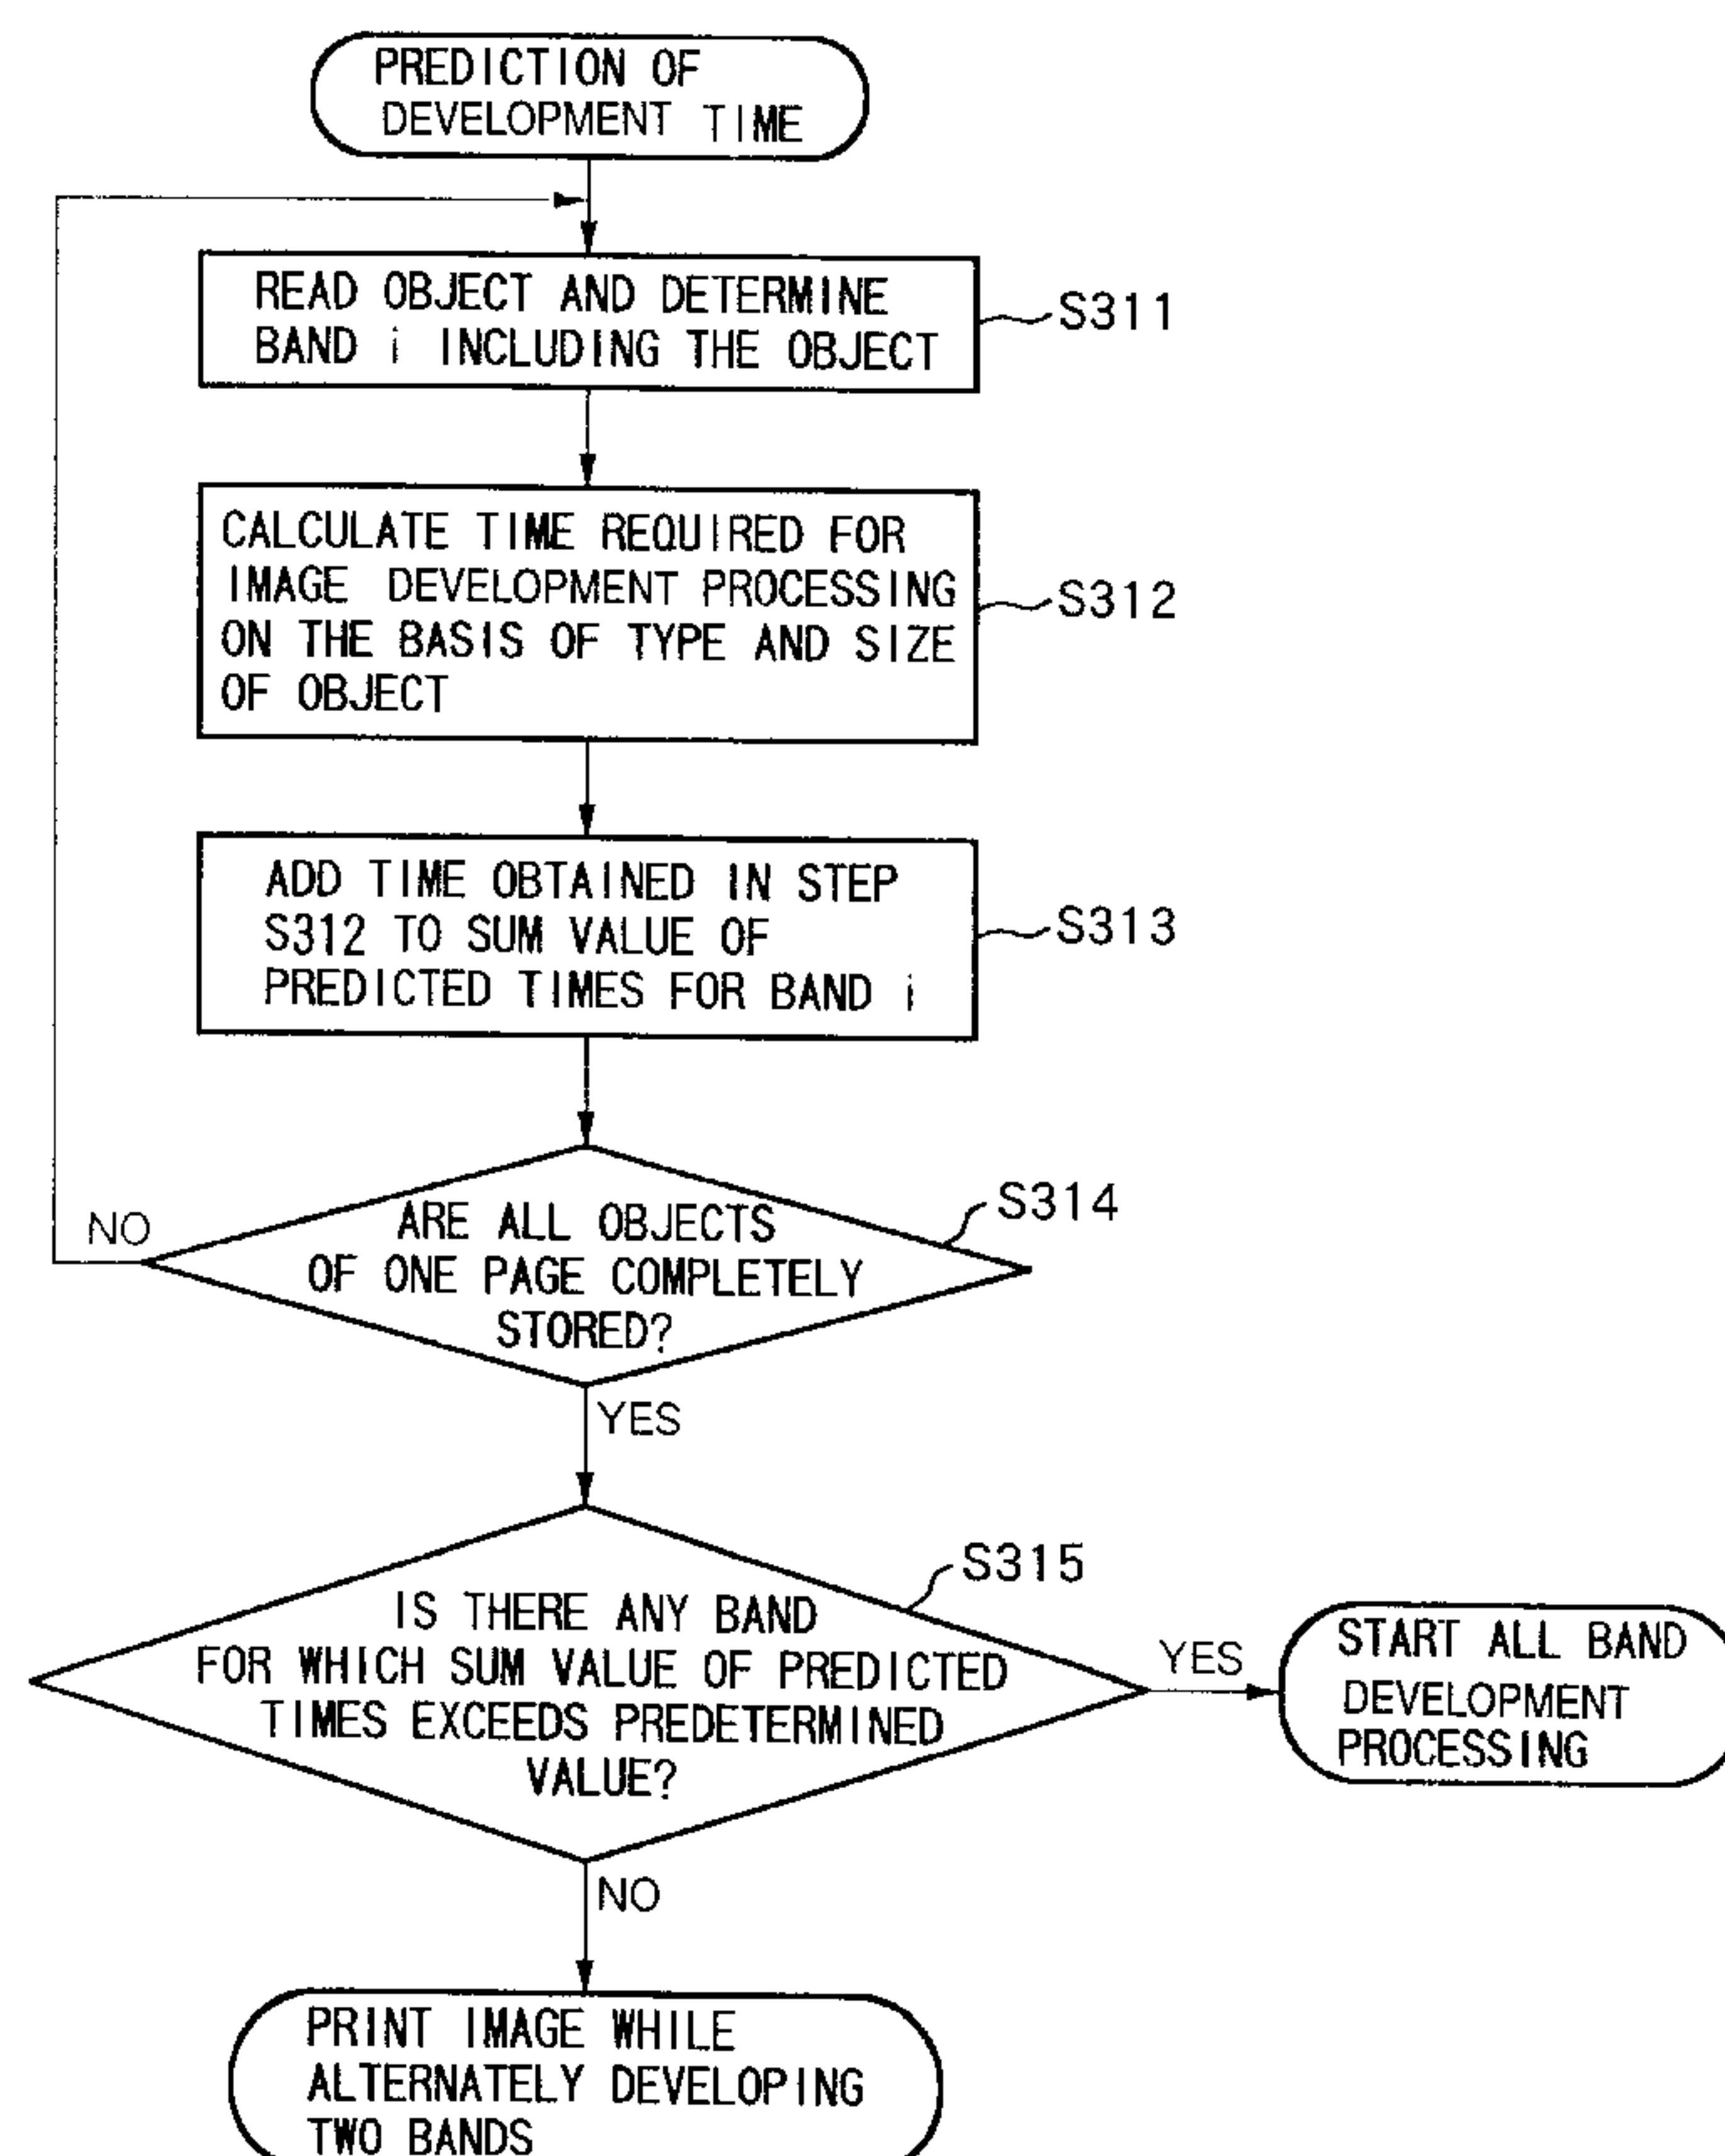 PREDICTION OF
DEVELOPMENT TIME
READ OBJECT AND DETERMINE
BAND i INCLUDING THE OBJECT
S311
CALCULATE TIME REQUIRED FOR
IMAGE DEVELOPMENT PROCESSING
ON THE BASIS OF TYPE AND SIZE
OF OBJECT
S312
ADD TIME OBTAINED IN STEP
S312 TO SUM VALUE OF
PREDICTED TIMES FOR BAND i
S313
NO
ARE ALL OBJECTS
OF ONE PAGE COMPLETELY
STORED?
S314
YES
IS THERE ANY BAND
FOR WHICH SUM VALUE OF PREDICTED
TIMES EXCEEDS PREDETERMINED
VALUE?
S315
YES
START ALL BAND
DEVELOPMENT
PROCESSING
NO
PRINT IMAGE WHILE
ALTERNATELY DEVELOPING
TWO BANDS